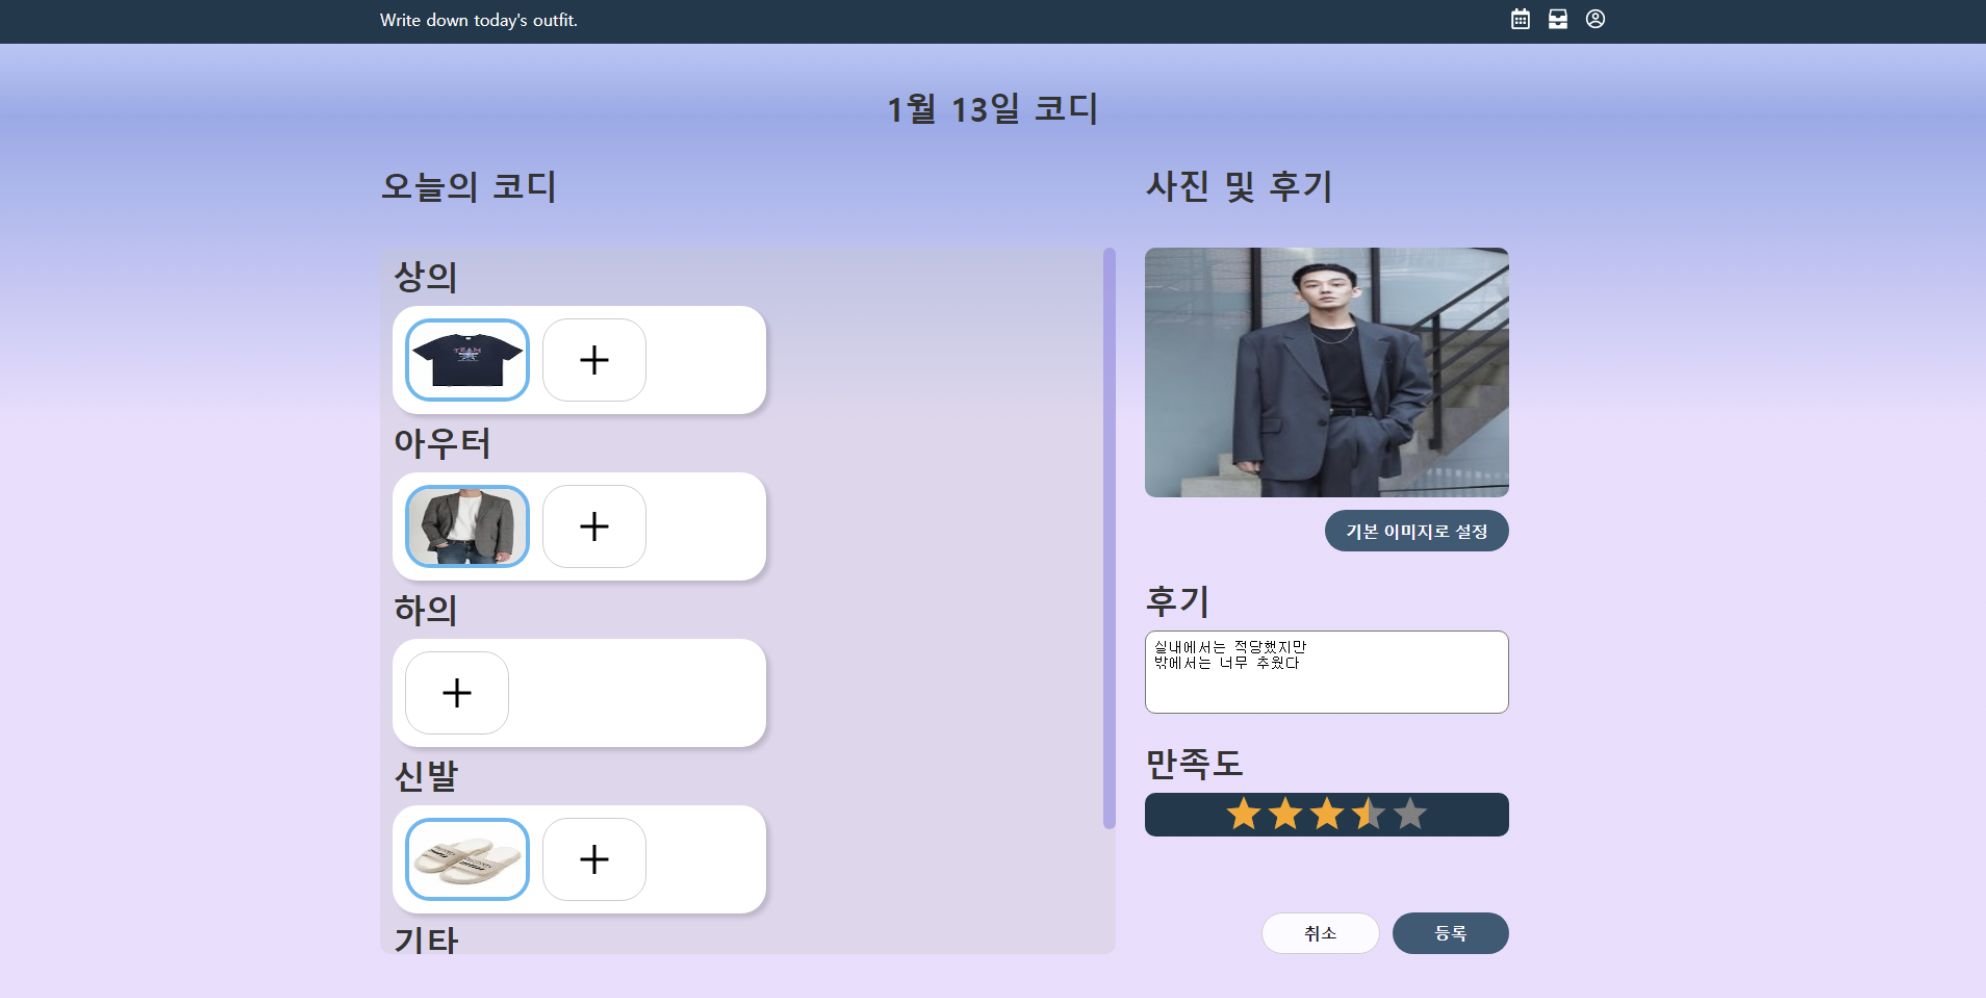 Write down today's outfit.
1월 13일 코디
오늘의 코디
상의
TEAM
아우터
하의
신발
기타
사진 및 후기
기본 이미지로 설정
후기
실내에서는 적당했지만
밖에서는 너무 추웠다
만족도
취소
등록